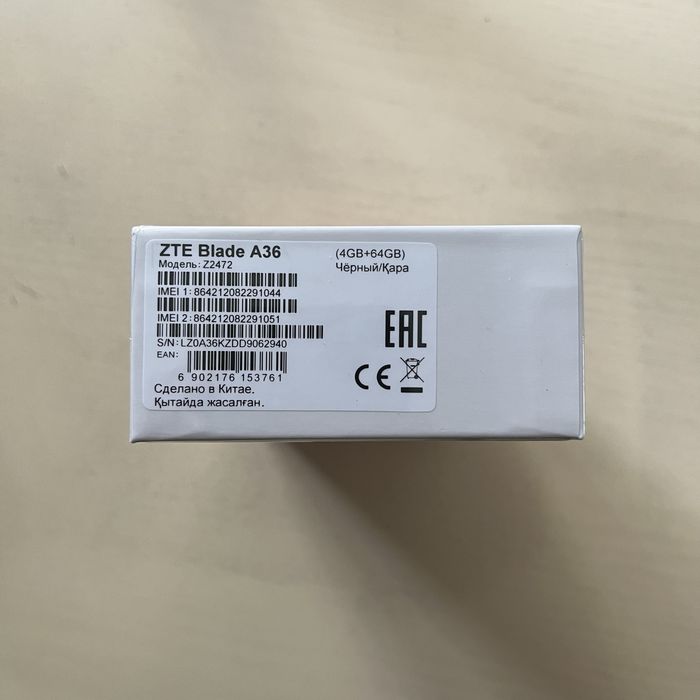 ZTE Blade A36
(4GB+64GB)
Модель: Z2472
Чёрный/Қара
IMEI 1: 864212082291044
IMEI 2: 864212082291051
S/N: LZ0A36KZDD9062940
EAC
EAN:
CE
6 902176 153761
Сделано в Китае.
Қытайда жасалған.